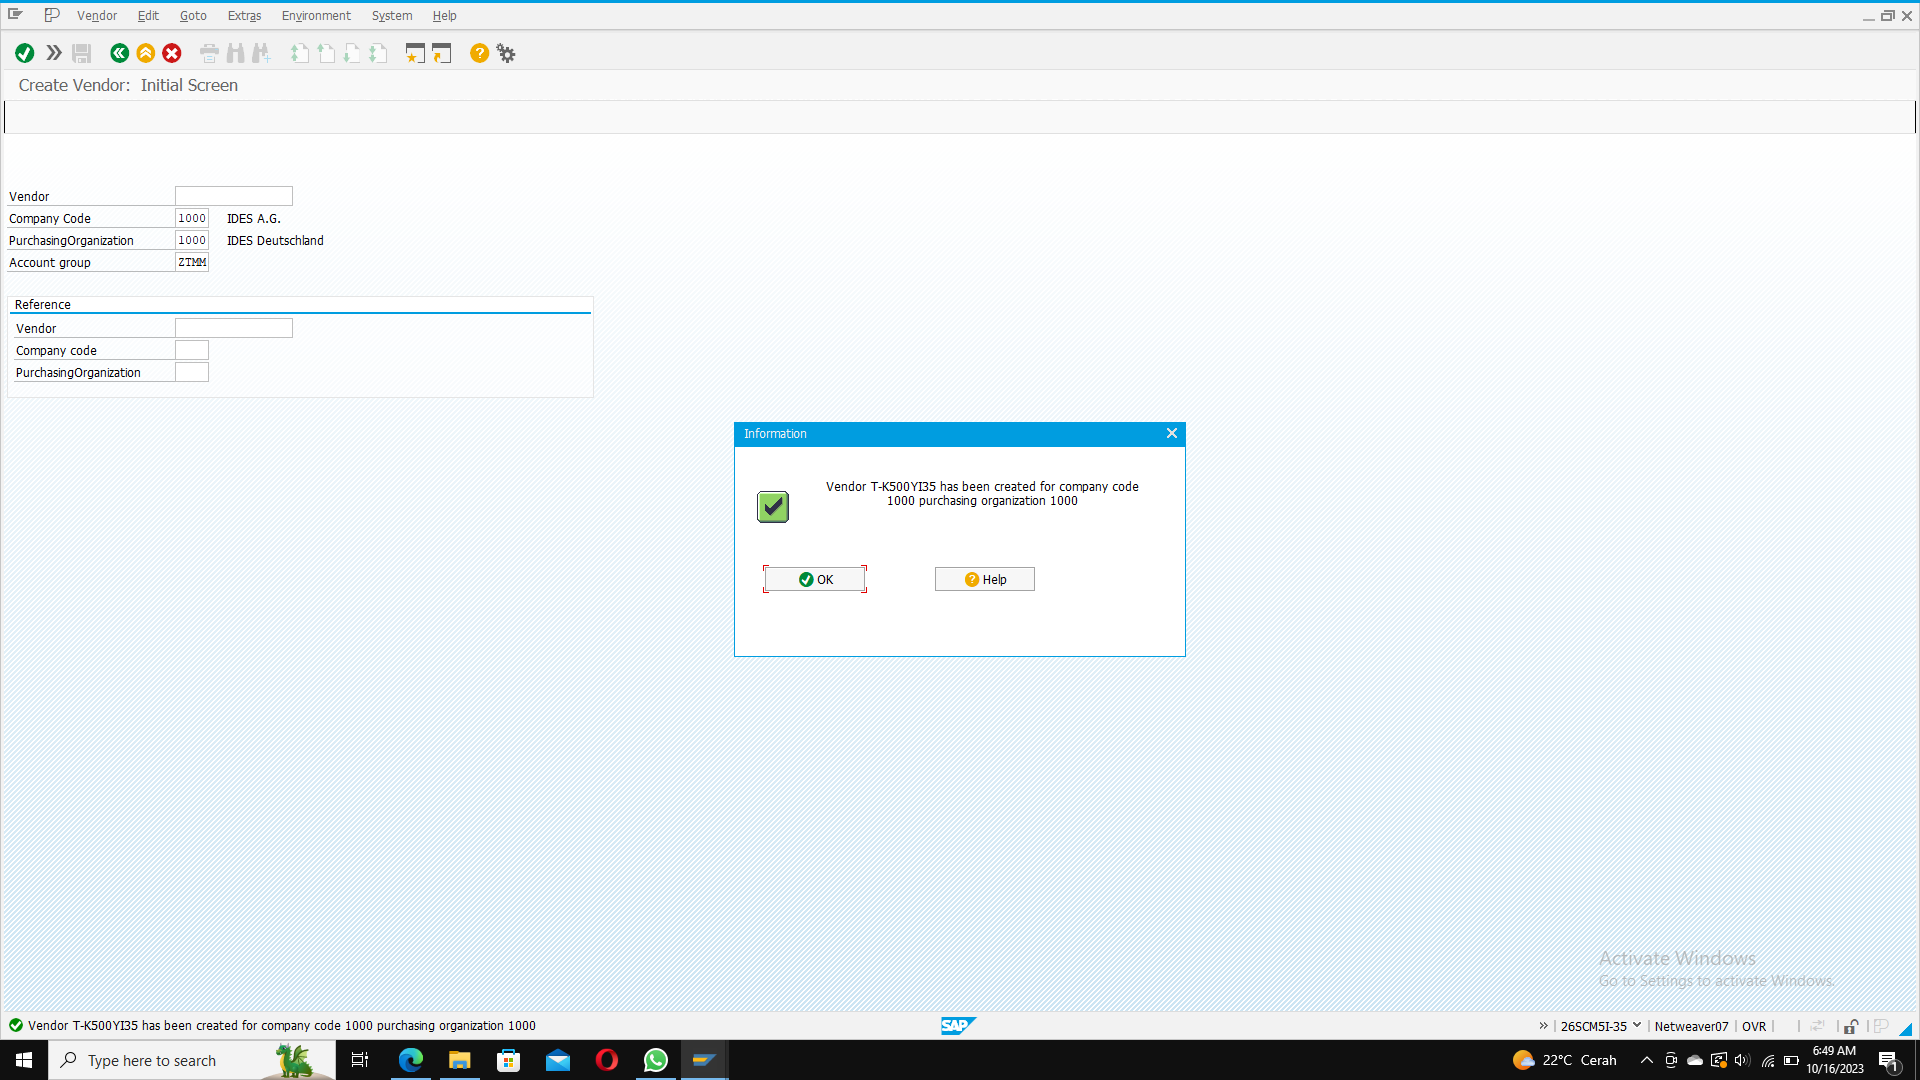 Vendor Edit Goto Extras Environment System Help
Create Vendor: Initial Screen
Vendor
Company Code 1000 IDES A.G.
PurchasingOrganization 1000 IDES Deutschland
Account group ZTMM
Reference
Vendor
Company code
PurchasingOrganization
Information
Vendor T-K500YI35 has been created for company code
1000 purchasing organization 1000
OK Help
Activate Windows
Go to Settings to activate Windows.
Vendor T-K500YI35 has been created for company code 1000 purchasing organization 1000
SAP
26SCM5I-35 Netweaver07 OVR
Type here to search
22°C Cerah
6:49 AM
10/16/2023
1